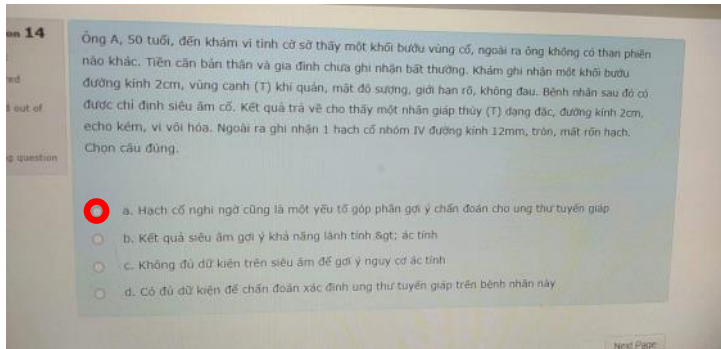 on 14
Ông A, 50 tuổi, đến khám vì tình cờ sờ thấy một khối bướu vùng cổ, ngoài ra ông không có than phiền
nào khác. Tiền căn bản thân và gia đình chưa ghi nhận bất thường. Khám ghi nhận một khối bướu
đường kính 2cm, vùng cạnh (T) khí quản, mật độ sượng, giới hạn rõ, không đau. Bệnh nhân sau đó có
được chỉ định siêu âm cổ. Kết quả trả về cho thấy một nhân giáp thùy (T) dạng đặc, đường kính 2cm,
echo kém, vi vôi hóa. Ngoài ra ghi nhận 1 hạch cổ nhóm IV đường kính 12mm, tròn, mất rốn hạch.
Chọn câu đúng.
red
out of
question
a. Hạch cổ nghi ngờ cũng là một yếu tố góp phần gợi ý chẩn đoán cho ung thư tuyến giáp
b. Kết quả siêu âm gợi ý khả năng lành tính &gt; ác tính
c. Không đủ dữ kiện trên siêu âm để gợi ý nguy cơ ác tính
d. Có đủ dữ kiện để chẩn đoán xác định ung thư tuyến giáp trên bệnh nhân này
Next Page